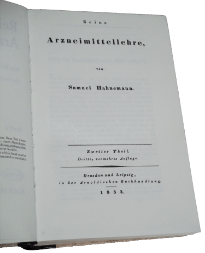 Reine
Arzneimittellehre,
von
Samuel Hahnemann.
Zweiter Theil.
Dritte, vermehrte Auflage.
Dresden und Leipzig,
in der Arnoldischen Buchhandlung.
1833.